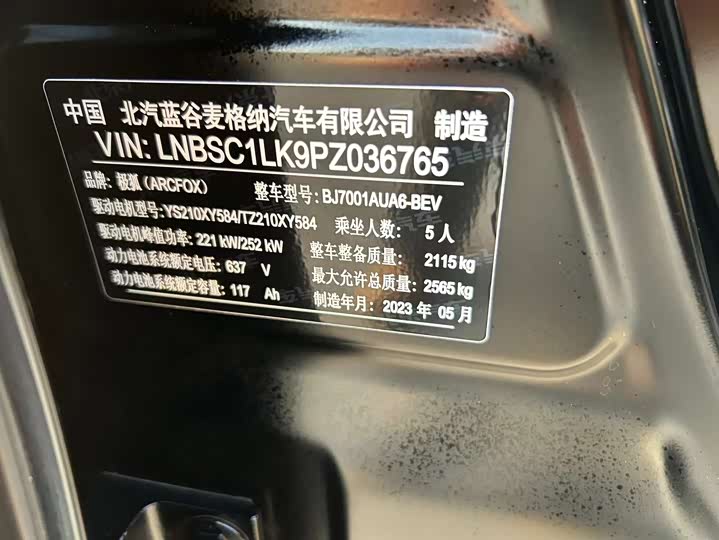 中国 北汽蓝谷麦格纳汽车有限公司 制造
VIN: LNBSC1LK9PZ036765
品牌: 极狐 (ARCFOX) 整车型号: BJ7001AUA6-BEV
驱动电机型号: YS210XY584/TZ210XY584 乘坐人数: 5 人
驱动电机峰值功率: 221 kW/252 kW 整车整备质量: 2115 kg
动力电池系统额定电压: 637 V 最大允许总质量: 2565 kg
动力电池系统额定容量: 117 Ah 制造年月: 2023 年 05 月